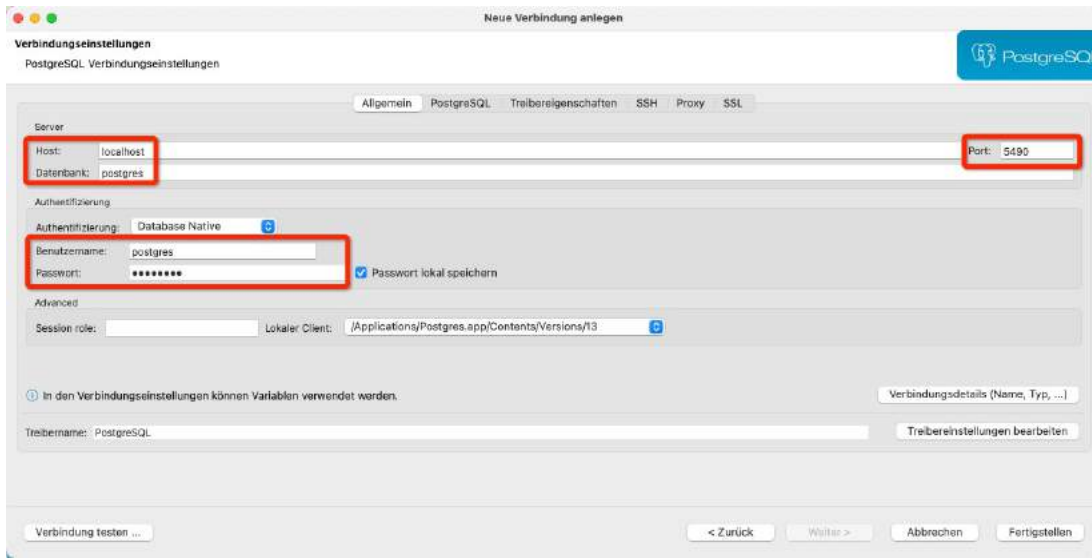 Neue Verbindung anlegen
Verbindungseinstellungen
PostgreSQL Verbindungseinstellungen
PostgreSQ
Allgemein PostgreSQL Treibereigenschaften SSH Proxy SSL
Server
Host: localhost Port: 5490
Datenbank: postgres
Authentifizierung
Authentifizierung: Database Native
Benutzername: postgres
Passwort: •••••••• Passwort lokal speichern
Advanced
Session role: Lokaler Client: /Applications/Postgres.app/Contents/Versions/13
In den Verbindungseinstellungen können Variablen verwendet werden. Verbindungsdetails (Name, Typ, ...)
Treibername: PostgreSQL Treibereinstellungen bearbeiten
Verbindung testen ... < Zurück Weiter > Abbrechen Fertigstellen